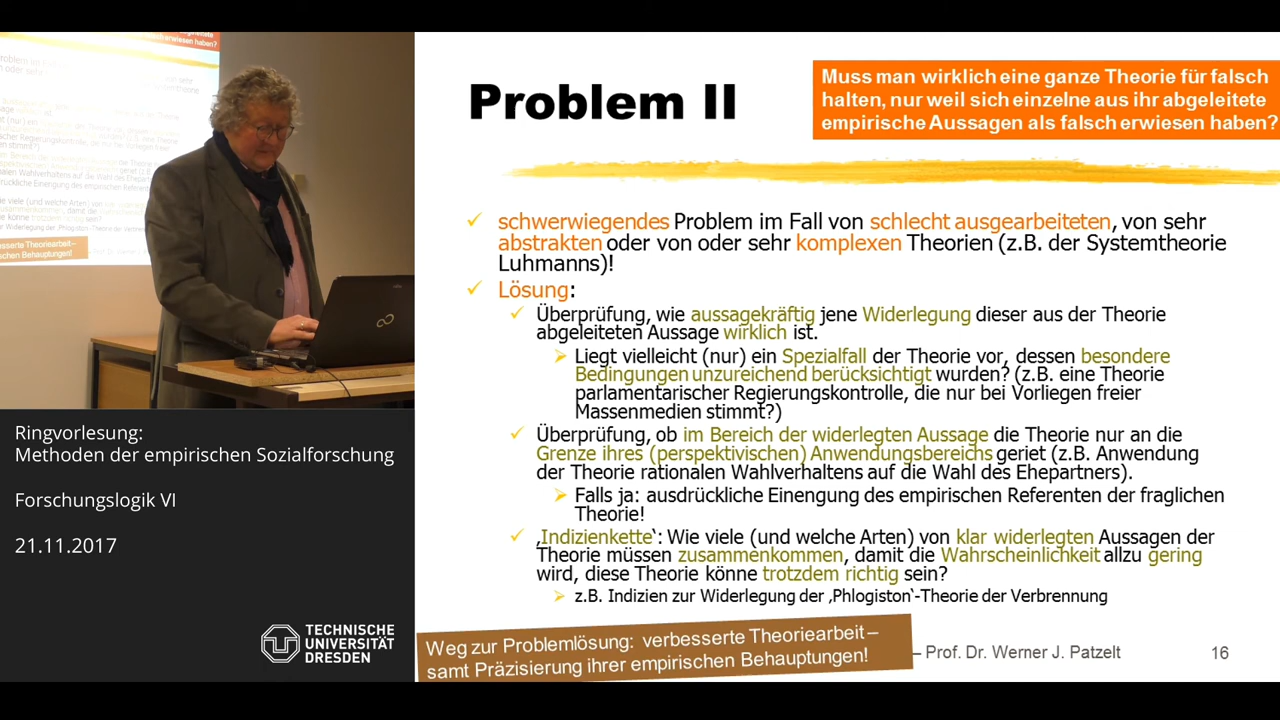 Problem II
Muss man wirklich eine ganze Theorie für falsch
halten, nur weil sich einzelne aus ihr abgeleitete
empirische Aussagen als falsch erwiesen haben?
schwerwiegendes Problem im Fall von schlecht ausgearbeiteten, von sehr
abstrakten oder von oder sehr komplexen Theorien (z.B. der Systemtheorie
Luhmanns)!
Lösung:
Überprüfung, wie aussagekräftig jene Widerlegung dieser aus der Theorie
abgeleiteten Aussage wirklich ist.
Liegt vielleicht (nur) ein Spezialfall der Theorie vor, dessen besondere
Bedingungen unzureichend berücksichtigt wurden? (z.B. eine Theorie
parlamentarischer Regierungskontrolle, die nur bei Vorliegen freier
Massenmedien stimmt?)
Überprüfung, ob im Bereich der widerlegten Aussage die Theorie nur an die
Grenze ihres (perspektivischen) Anwendungsbereichs geriet (z.B. Anwendung
der Theorie rationalen Wahlverhaltens auf die Wahl des Ehepartners).
Falls ja: ausdrückliche Einengung des empirischen Referenten der fraglichen
Theorie!
‚Indizienkette‘: Wie viele (und welche Arten) von klar widerlegten Aussagen der
Theorie müssen zusammenkommen, damit die Wahrscheinlichkeit allzu gering
wird, diese Theorie könne trotzdem richtig sein?
z.B. Indizien zur Widerlegung der ‚Phlogiston‘-Theorie der Verbrennung
Weg zur Problemlösung: verbesserte Theoriearbeit –
samt Präzisierung ihrer empirischen Behauptungen!
– Prof. Dr. Werner J. Patzelt
16
Ringvorlesung:
Methoden der empirischen Sozialforschung
Forschungslogik VI
21.11.2017
TECHNISCHE
UNIVERSITÄT
DRESDEN